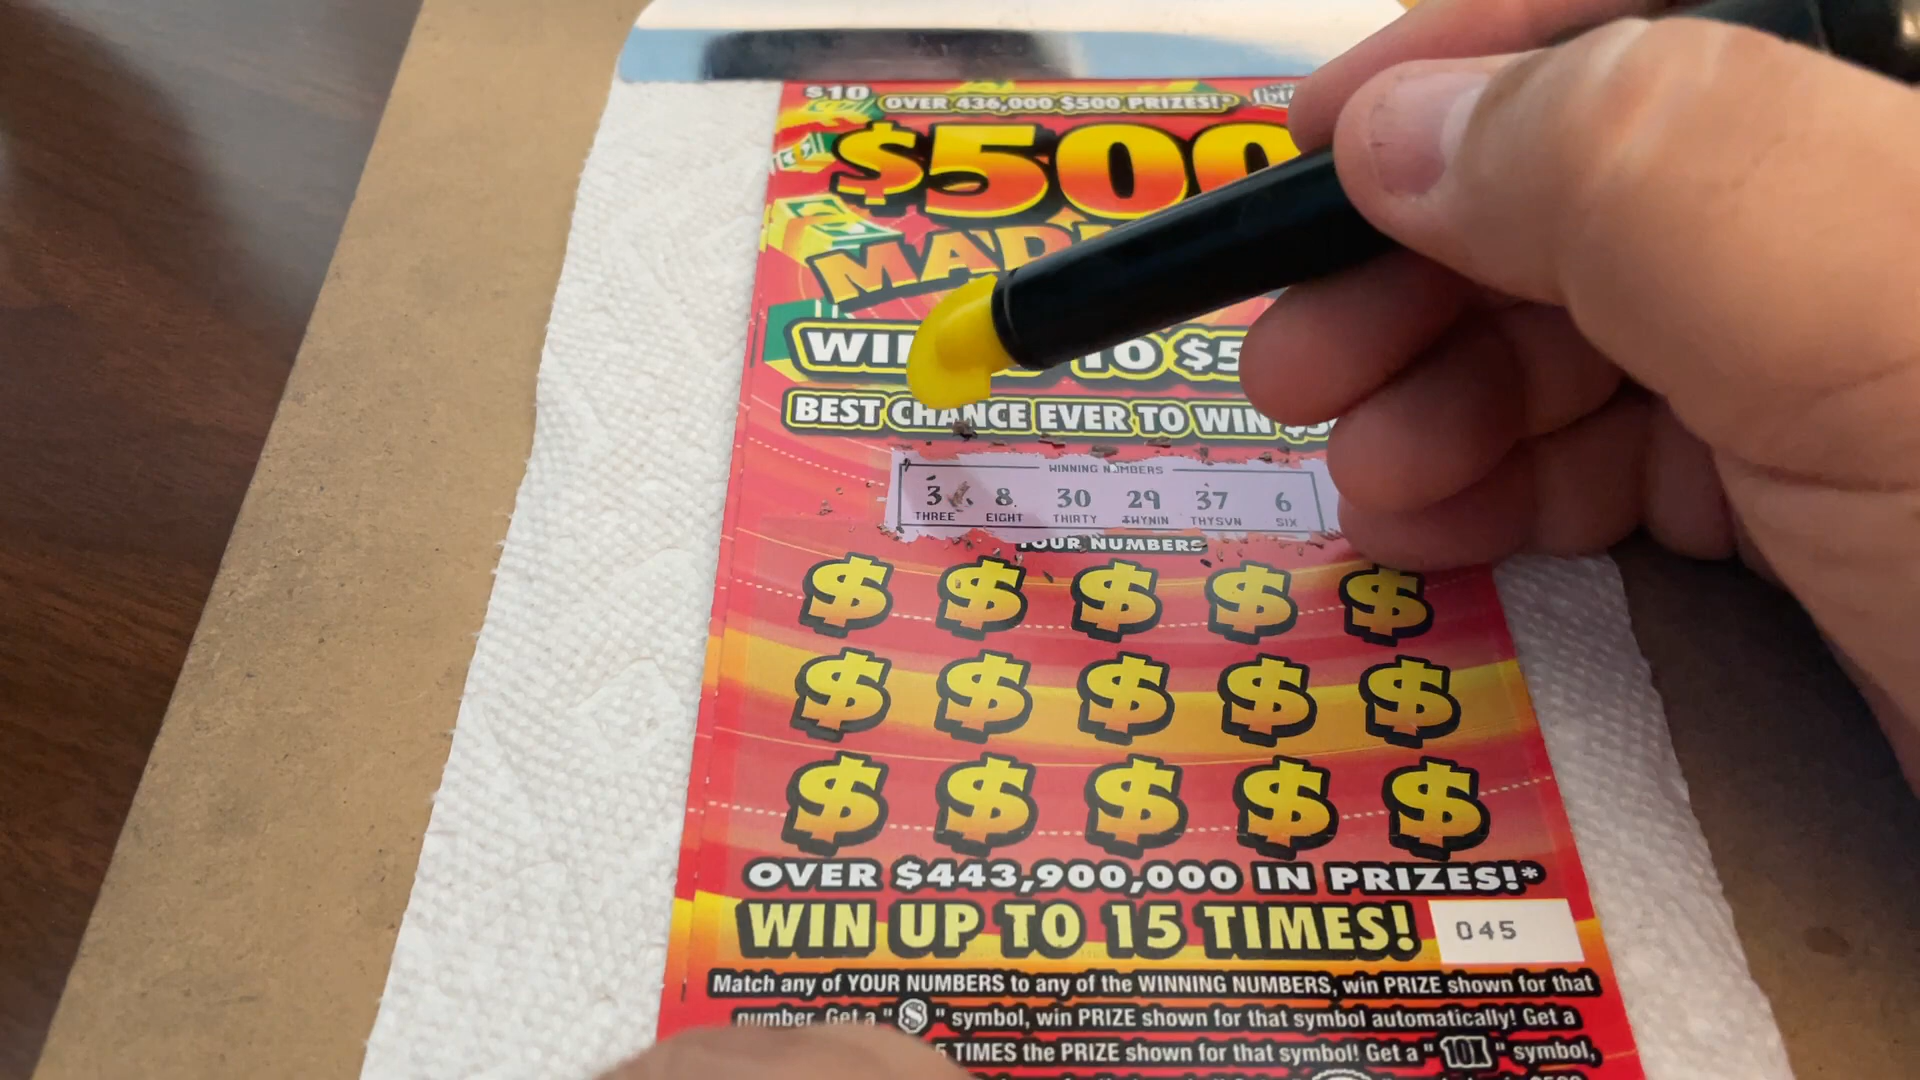 $10 OVER 436,000 $500 PRIZES!*
$500
WIN TO $5
BEST CHANCE EVER TO WIN
WINNING NUMBERS
3 8 30 29 37 6
THREE EIGHT THIRTY TWYNIN THYSVN SIX
YOUR NUMBERS
$ $ $ $ $
$ $ $ $ $
$ $ $ $ $
OVER $443,900,000 IN PRIZES!*
WIN UP TO 15 TIMES!
045
Match any of YOUR NUMBERS to any of the WINNING NUMBERS, win PRIZE shown for that
number. Get a " $ " symbol, win PRIZE shown for that symbol automatically! Get a
TIMES the PRIZE shown for that symbol! Get a " 10X " symbol,